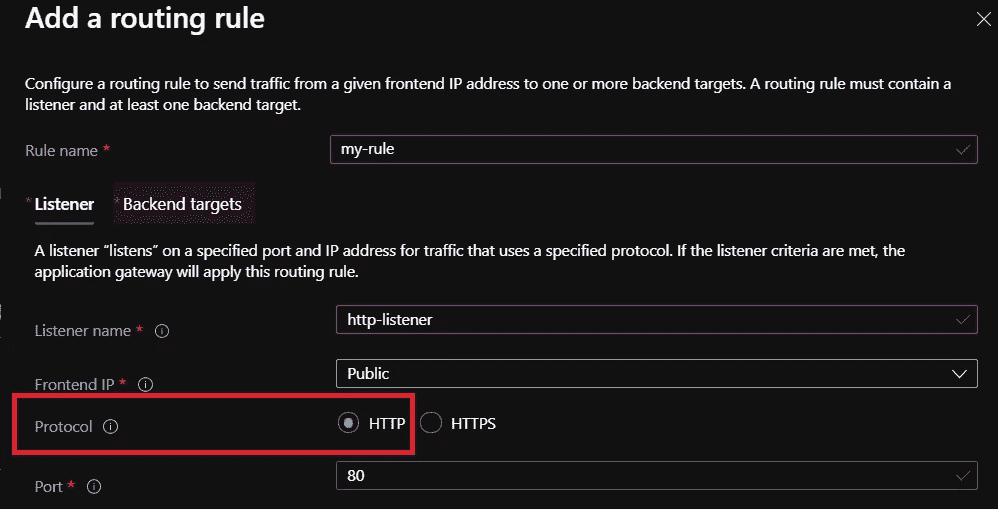 Add a routing rule
Configure a routing rule to send traffic from a given frontend IP address to one or more backend targets. A routing rule must contain a
listener and at least one backend target.
Rule name *
my-rule
* Listener * Backend targets
A listener “listens” on a specified port and IP address for traffic that uses a specified protocol. If the listener criteria are met, the
application gateway will apply this routing rule.
Listener name *
http-listener
Frontend IP *
Public
Protocol
HTTP HTTPS
Port *
80